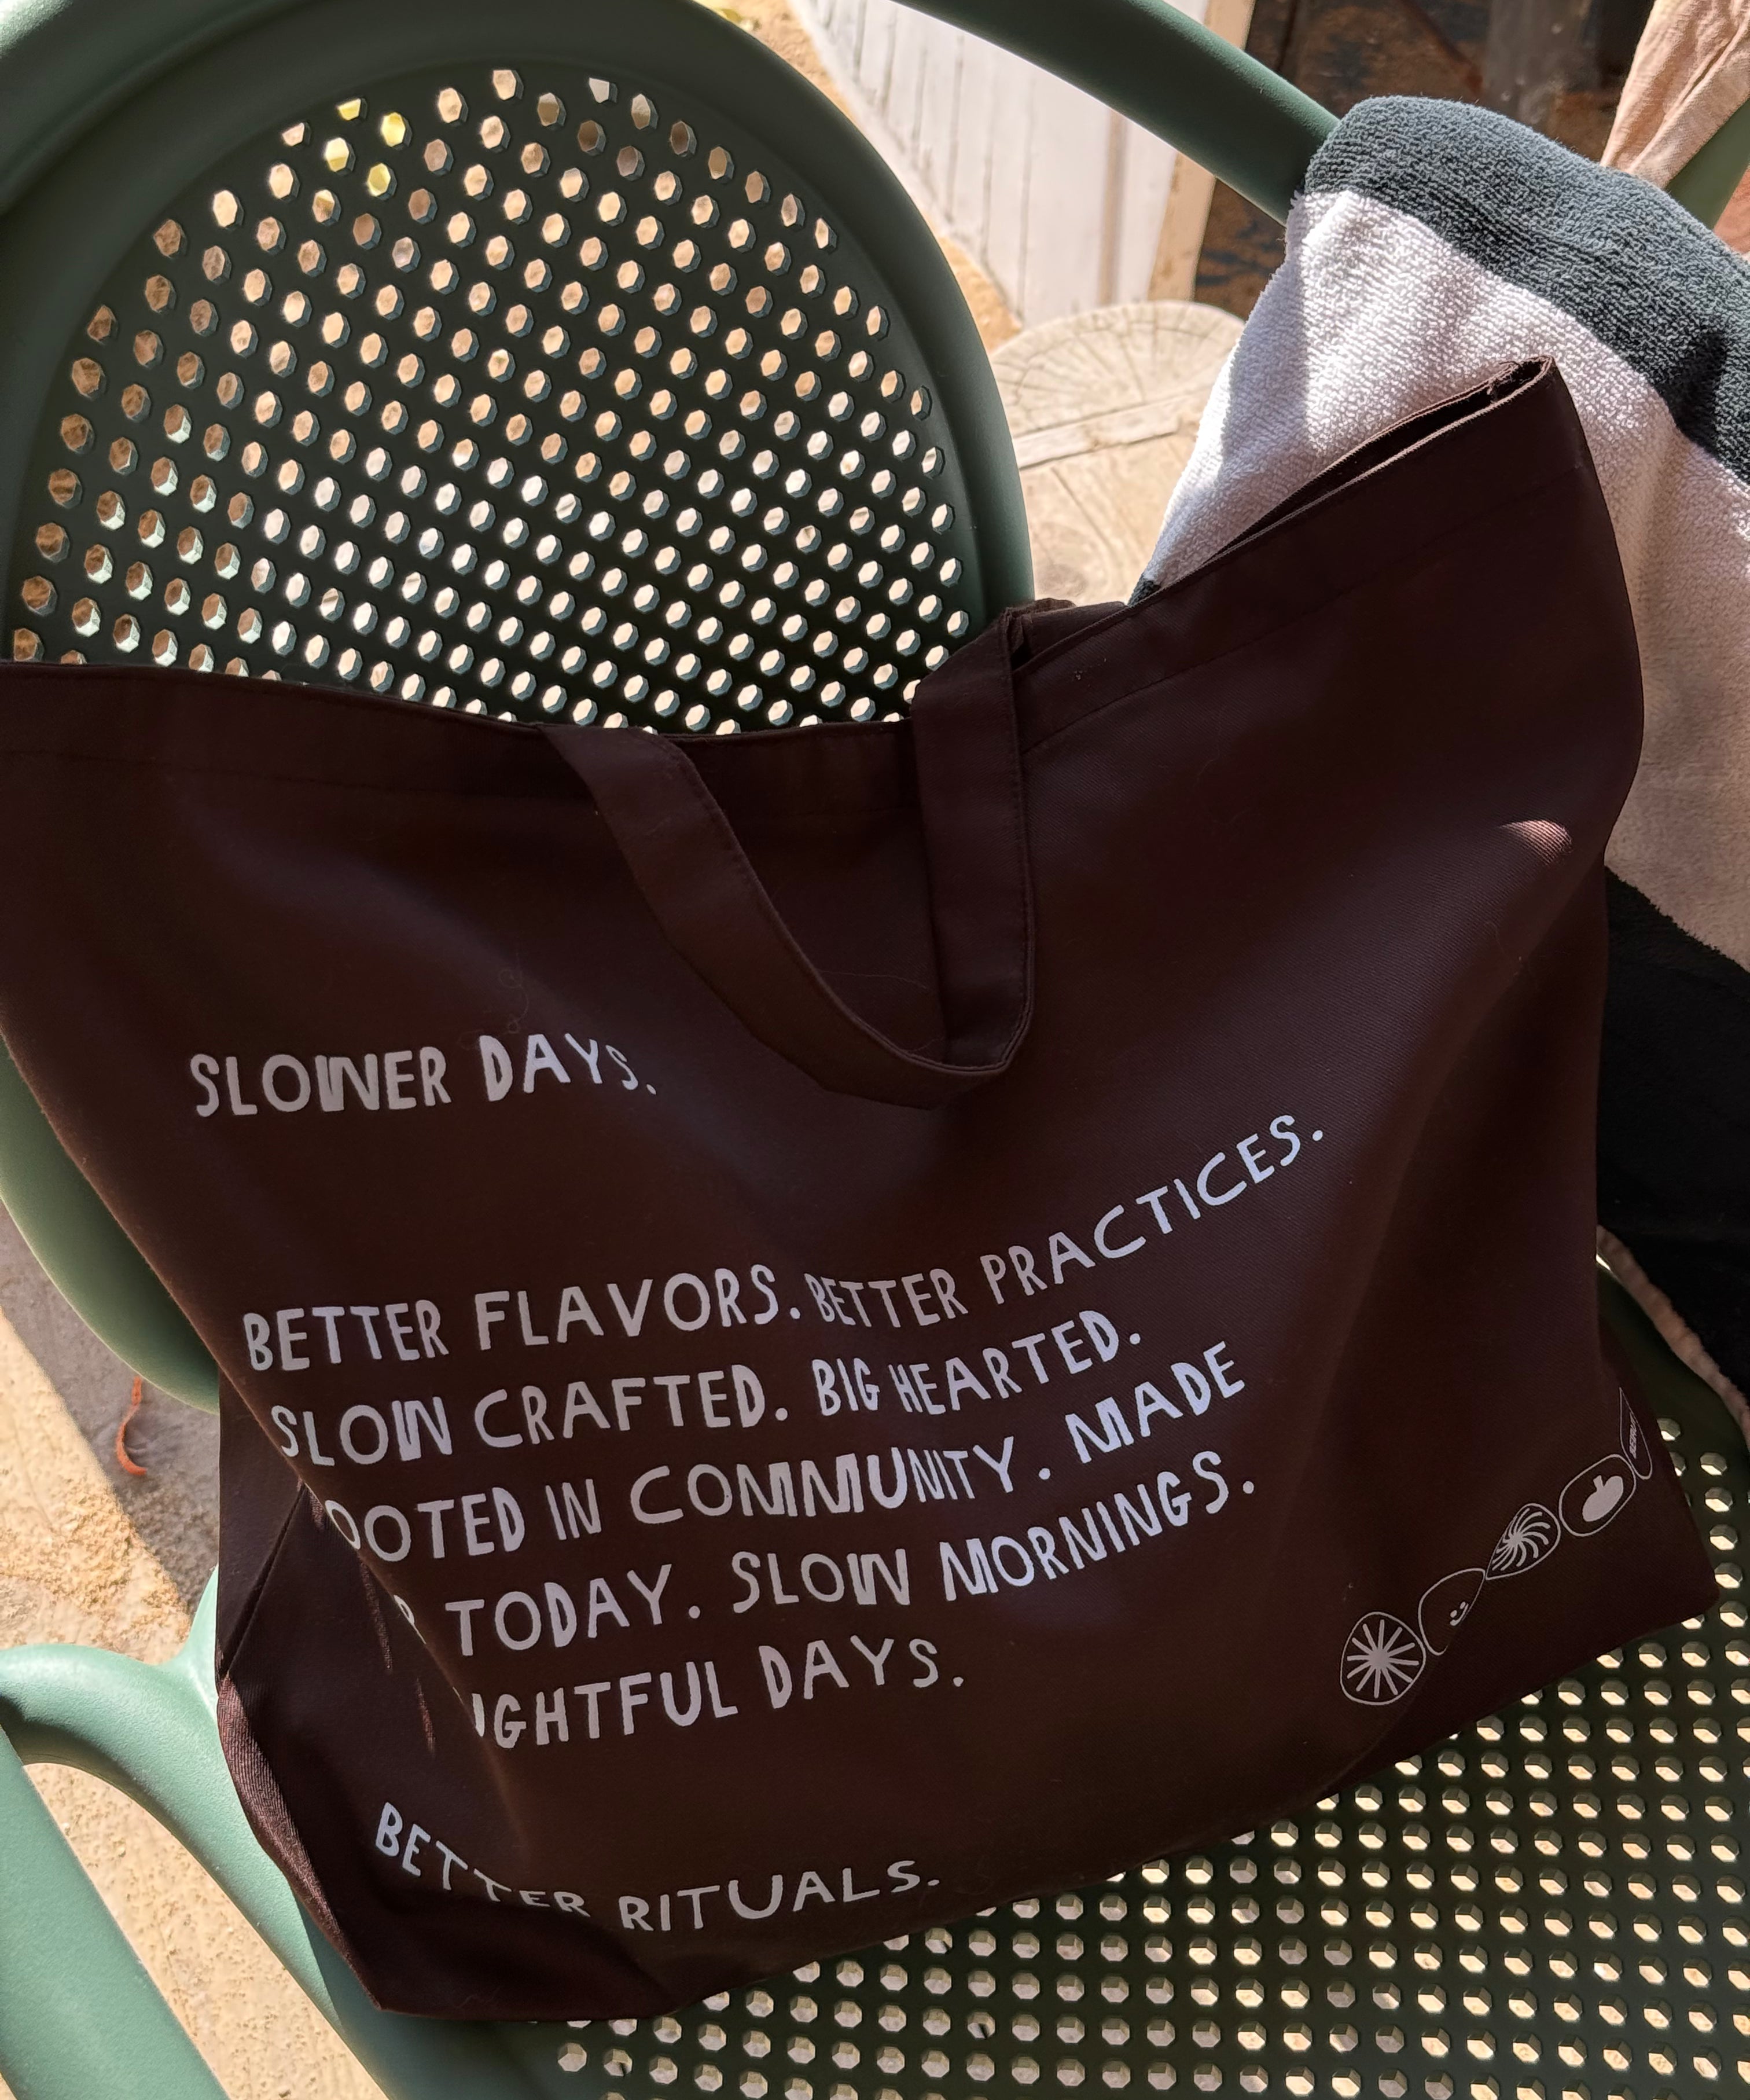 SLOWER DAYS.
BETTER FLAVORS. BETTER PRACTICES.
SLOW CRAFTED. BIG HEARTED.
OOTED IN COMMUNITY. MADE
TODAY. SLOW MORNINGS.
IGHTFUL DAYS.
BETTER RITUALS.